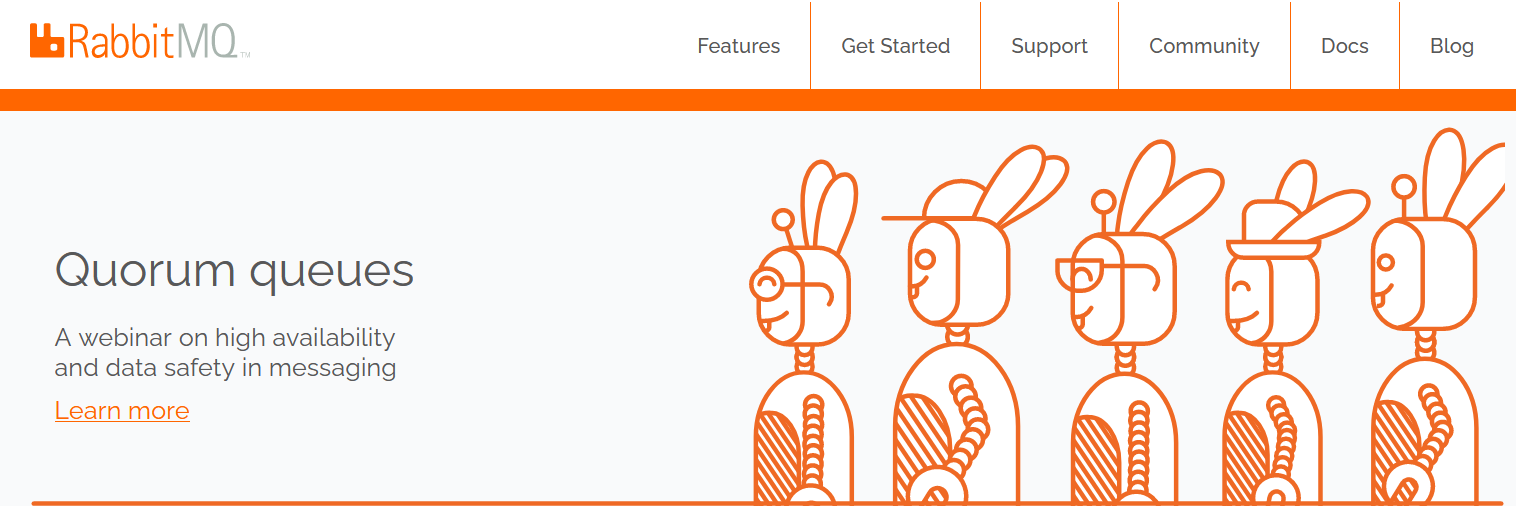 RabbitMQ™
Features
Get Started
Support
Community
Docs
Blog
Quorum queues
A webinar on high availability
and data safety in messaging
Learn more